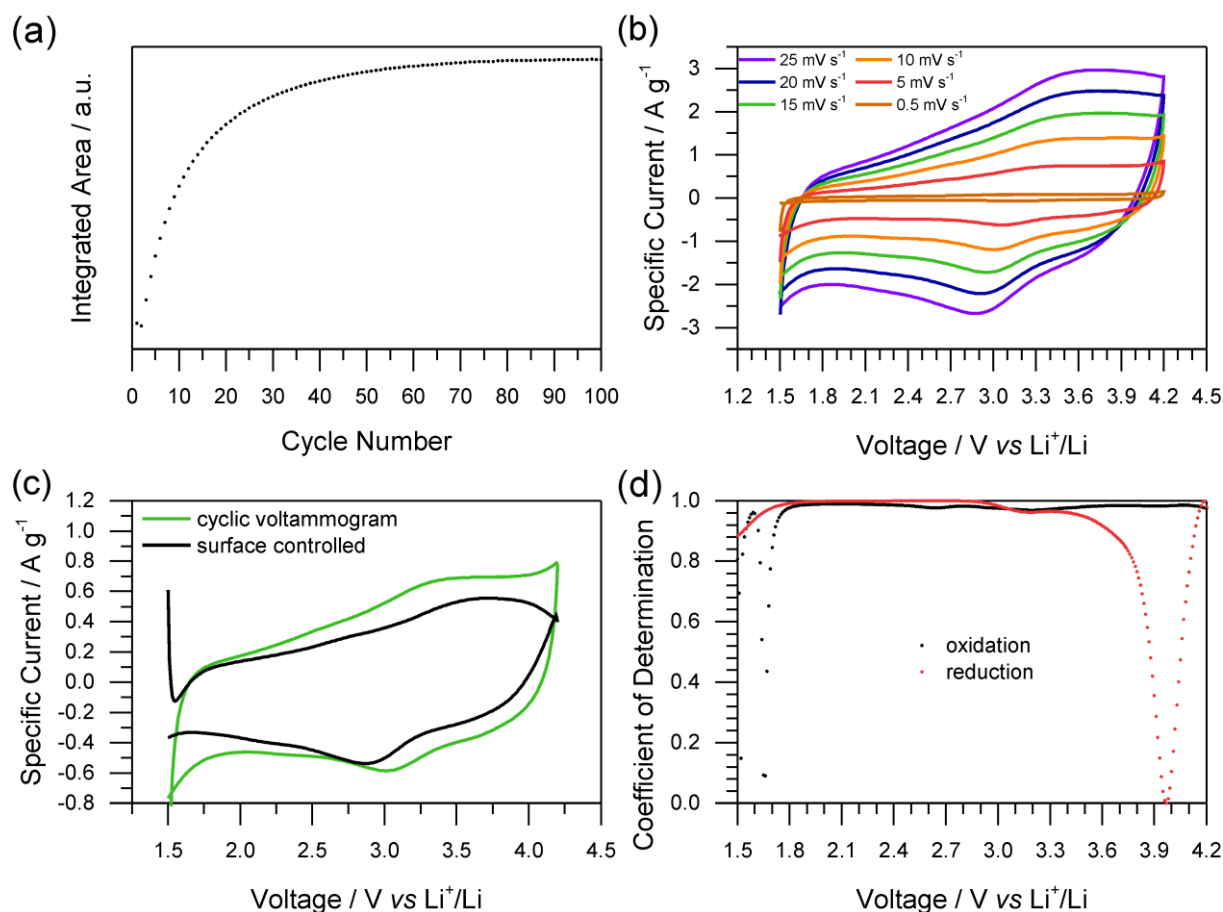 (a)
Integrated Area / a.u.
0 10 20 30 40 50 60 70 80 90 100
Cycle Number
(b)
25 mV s⁻¹ 10 mV s⁻¹
20 mV s⁻¹ 5 mV s⁻¹
15 mV s⁻¹ 0.5 mV s⁻¹
Specific Current / A g⁻¹
3
2
1
0
-1
-2
-3
1.2 1.5 1.8 2.1 2.4 2.7 3.0 3.3 3.6 3.9 4.2 4.5
Voltage / V vs Li⁺/Li
(c)
cyclic voltammogram
surface controlled
Specific Current / A g⁻¹
1.2
1.0
0.8
0.6
0.4
0.2
0.0
-0.2
-0.4
-0.6
-0.8
1.5 2.0 2.5 3.0 3.5 4.0 4.5
Voltage / V vs Li⁺/Li
(d)
Coefficient of Determination
1.0
0.8
0.6
0.4
0.2
0.0
oxidation
reduction
1.5 1.8 2.1 2.4 2.7 3.0 3.3 3.6 3.9 4.2
Voltage / V vs Li⁺/Li